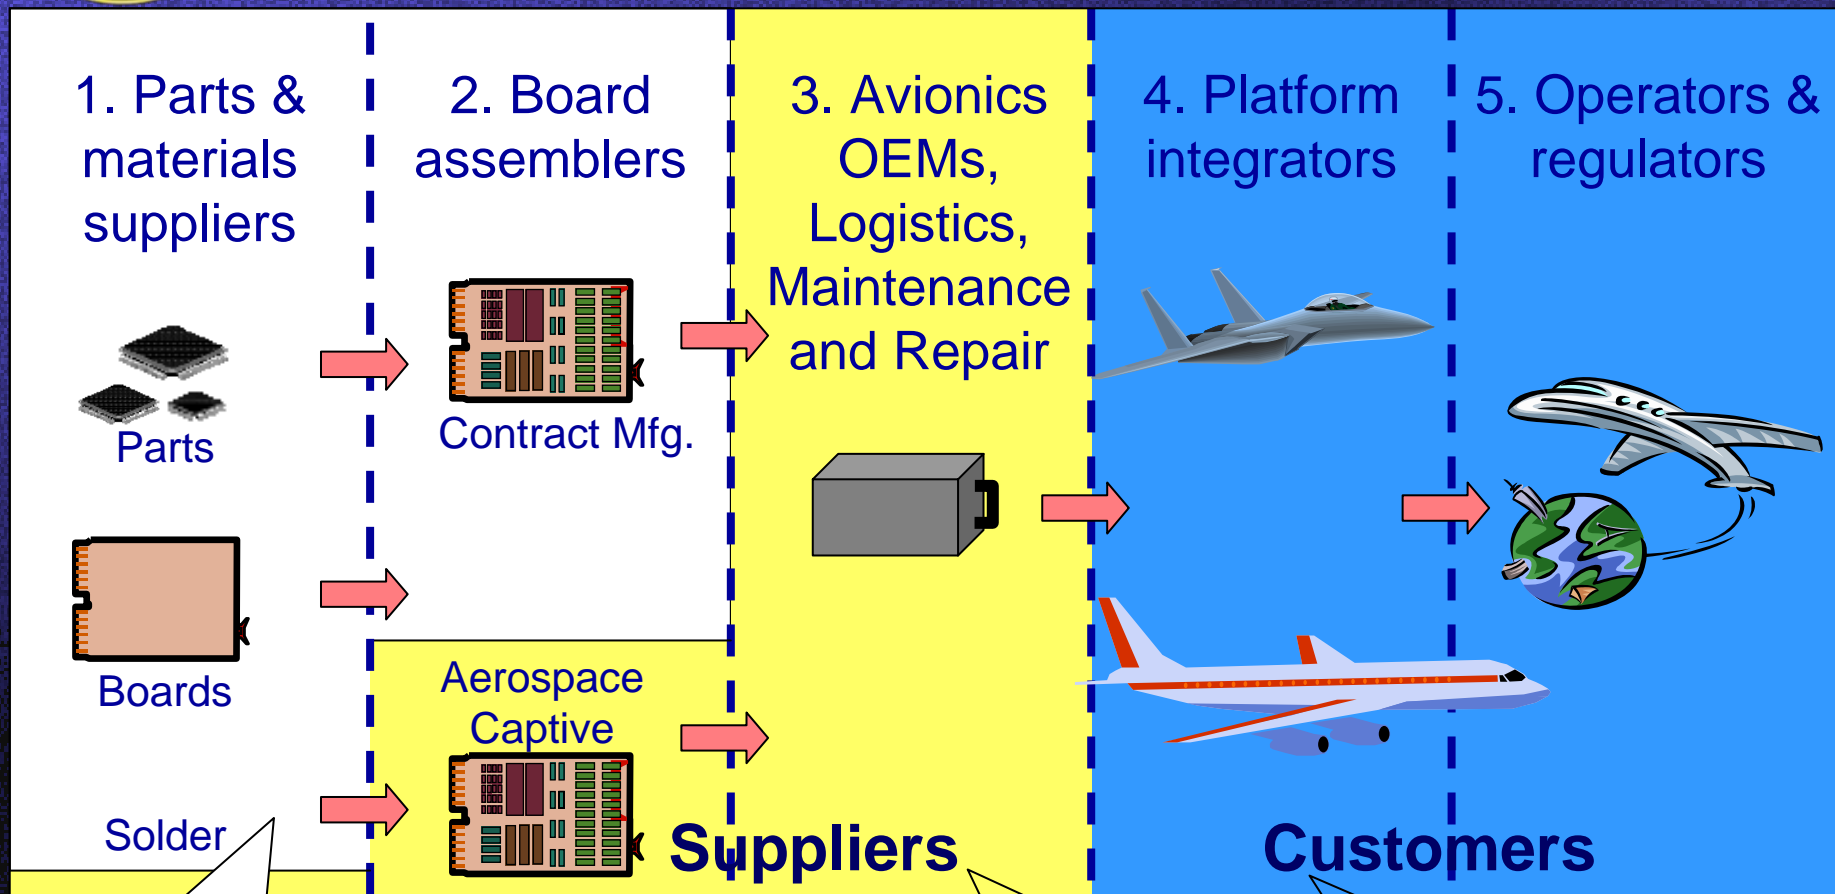 1. Parts &
materials
suppliers
2. Board
assemblers
3. Avionics
OEMs,
Logistics,
Maintenance
and Repair
4. Platform
integrators
5. Operators &
regulators
Parts
Contract Mfg.
Boards
Aerospace
Captive
Solder
Suppliers
Customers